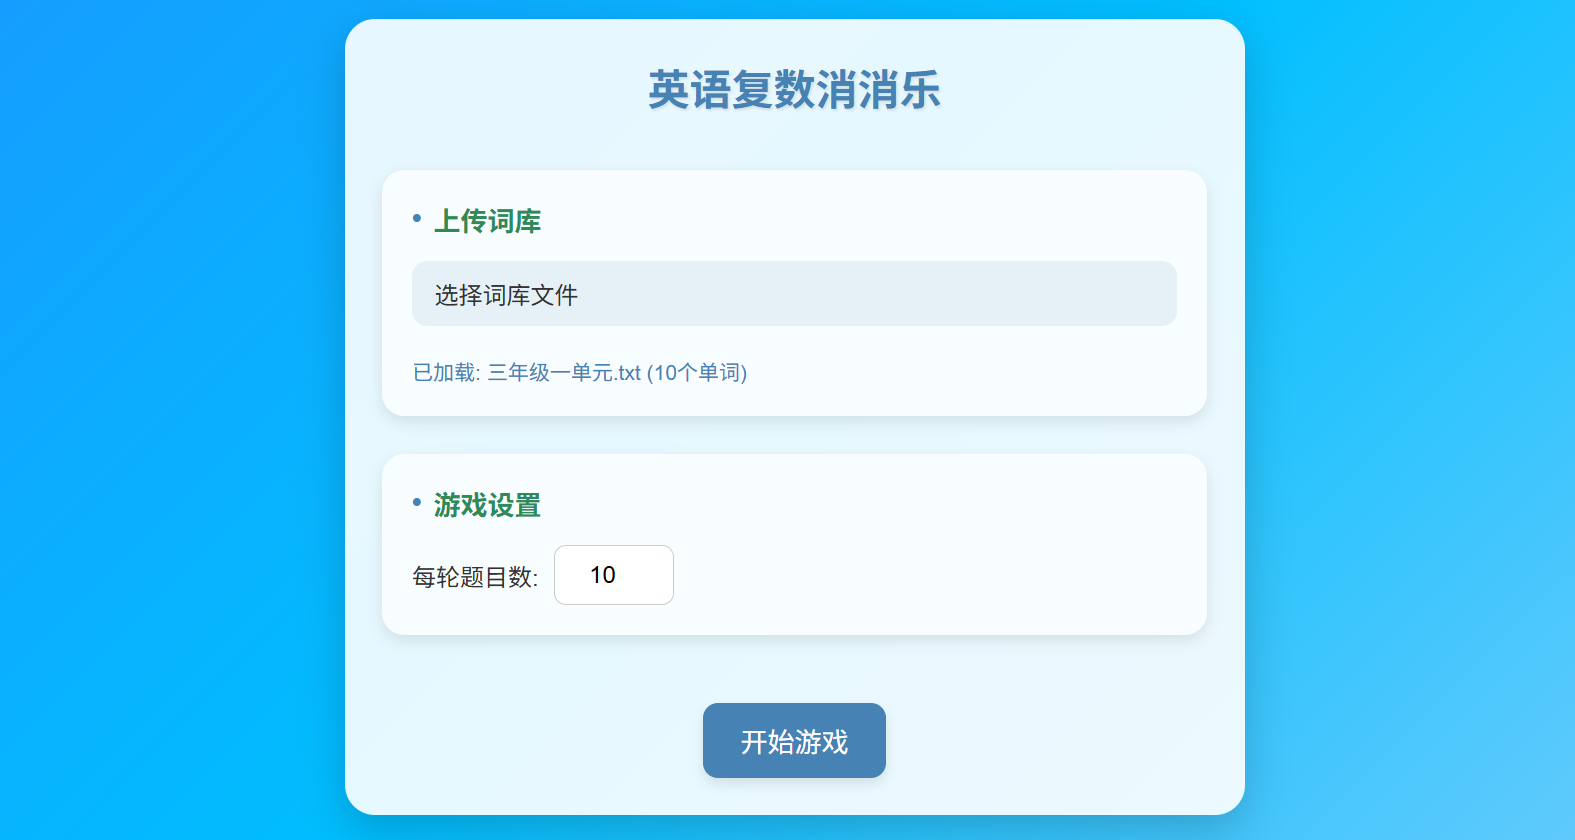 英语复数消消乐
• 上传词库
选择词库文件
已加载: 三年级一单元.txt (10个单词)
• 游戏设置
每轮题目数: 10
开始游戏